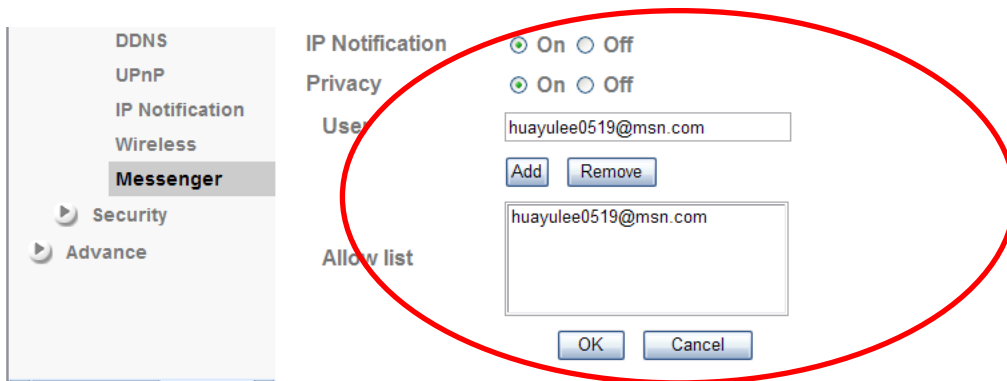 DDNS
UPnP
IP Notification
Wireless
Messenger
Security
Advance
IP Notification On Off
Privacy On Off
User huayulee0519@msn.com
Add Remove
huayulee0519@msn.com
Allow list
OK Cancel